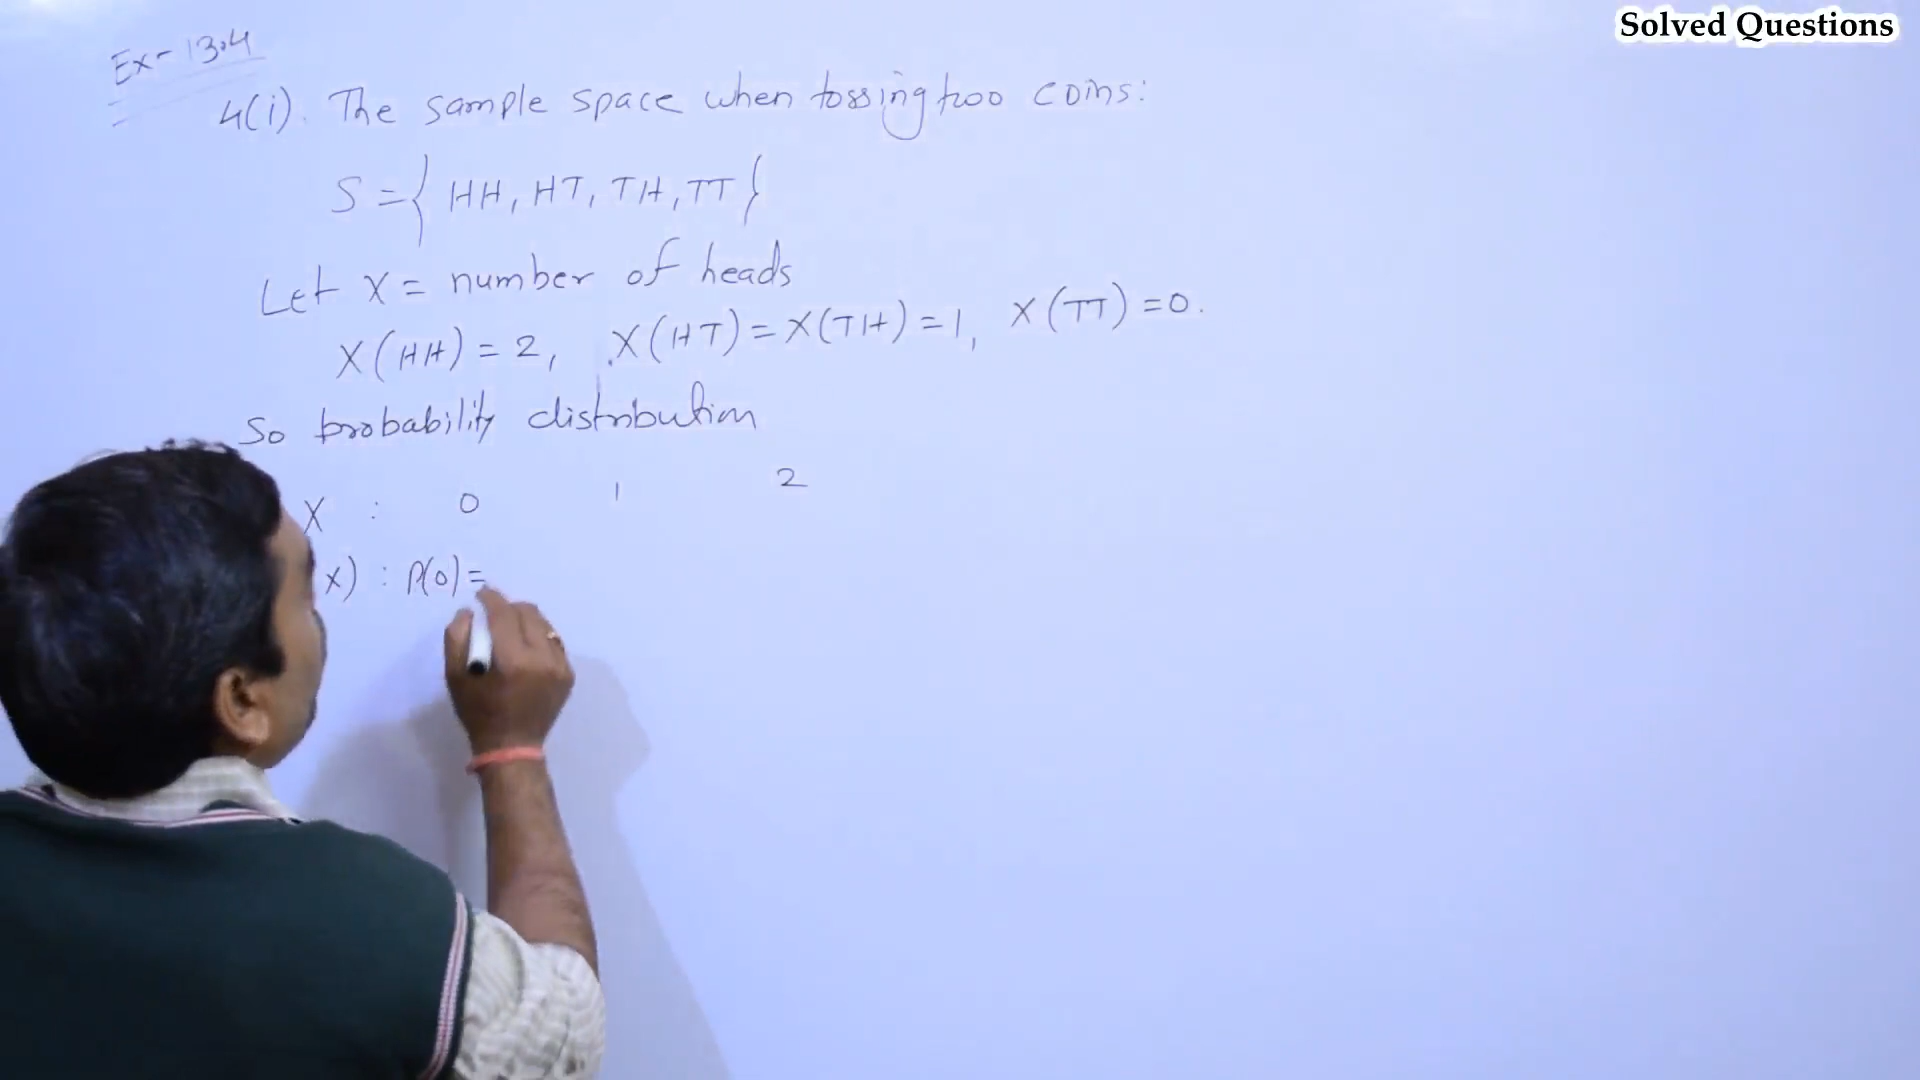 Solved Questions
Ex- 13.4
4(i). The sample space when tossing two coins:
S = { HH, HT, TH, TT }
Let X = number of heads
X(HH) = 2, X(HT) = X(TH) = 1, X(TT) = 0.
So probability distribution
X : 0 1 2
x) : P(0) =